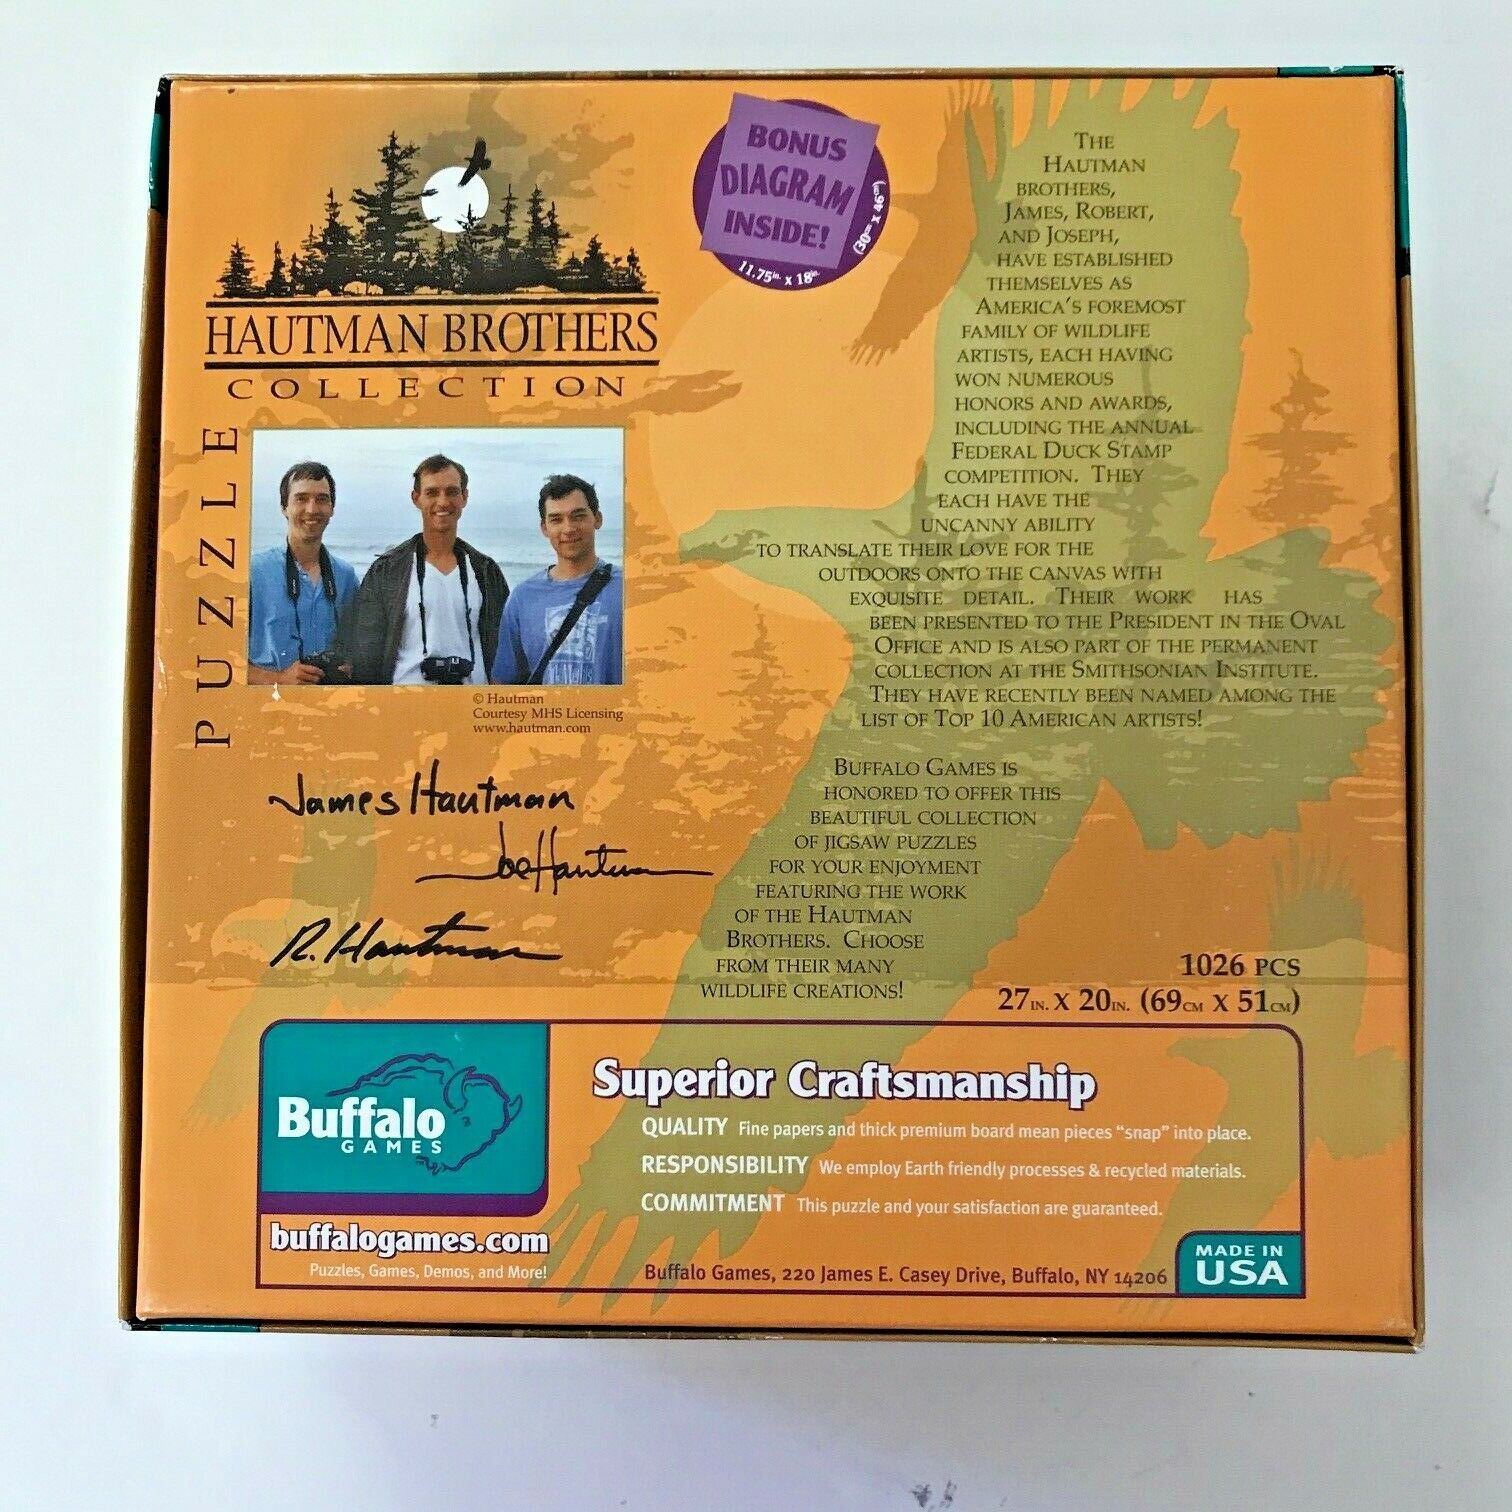 BONUS
DIAGRAM
INSIDE!
11.75in. x 18in.
(30cm x 46cm)
HAUTMAN BROTHERS
COLLECTION
PUZZLE
© Hautman
Courtesy MHS Licensing
www.hautman.com
James Hautman
Joe Hautman
R. Hautman
THE
HAUTMAN
BROTHERS,
JAMES, ROBERT,
AND JOSEPH,
HAVE ESTABLISHED
THEMSELVES AS
AMERICA'S FOREMOST
FAMILY OF WILDLIFE
ARTISTS, EACH HAVING
WON NUMEROUS
HONORS AND AWARDS,
INCLUDING THE ANNUAL
FEDERAL DUCK STAMP
COMPETITION. THEY
EACH HAVE THE
UNCANNY ABILITY
TO TRANSLATE THEIR LOVE FOR THE
OUTDOORS ONTO THE CANVAS WITH
EXQUISITE DETAIL. THEIR WORK HAS
BEEN PRESENTED TO THE PRESIDENT IN THE OVAL
OFFICE AND IS ALSO PART OF THE PERMANENT
COLLECTION AT THE SMITHSONIAN INSTITUTE.
THEY HAVE RECENTLY BEEN NAMED AMONG THE
LIST OF TOP 10 AMERICAN ARTISTS!
BUFFALO GAMES IS
HONORED TO OFFER THIS
BEAUTIFUL COLLECTION
OF JIGSAW PUZZLES
FOR YOUR ENJOYMENT
FEATURING THE WORK
OF THE HAUTMAN
BROTHERS. CHOOSE
FROM THEIR MANY
WILDLIFE CREATIONS!
1026 PCS
27IN. X 20IN. (69CM X 51CM)
Buffalo
GAMES™
buffalogames.com
Puzzles, Games, Demos, and More!
Superior Craftsmanship
QUALITY Fine papers and thick premium board mean pieces “snap” into place.
RESPONSIBILITY We employ Earth friendly processes & recycled materials.
COMMITMENT This puzzle and your satisfaction are guaranteed.
Buffalo Games, 220 James E. Casey Drive, Buffalo, NY 14206
MADE IN
USA